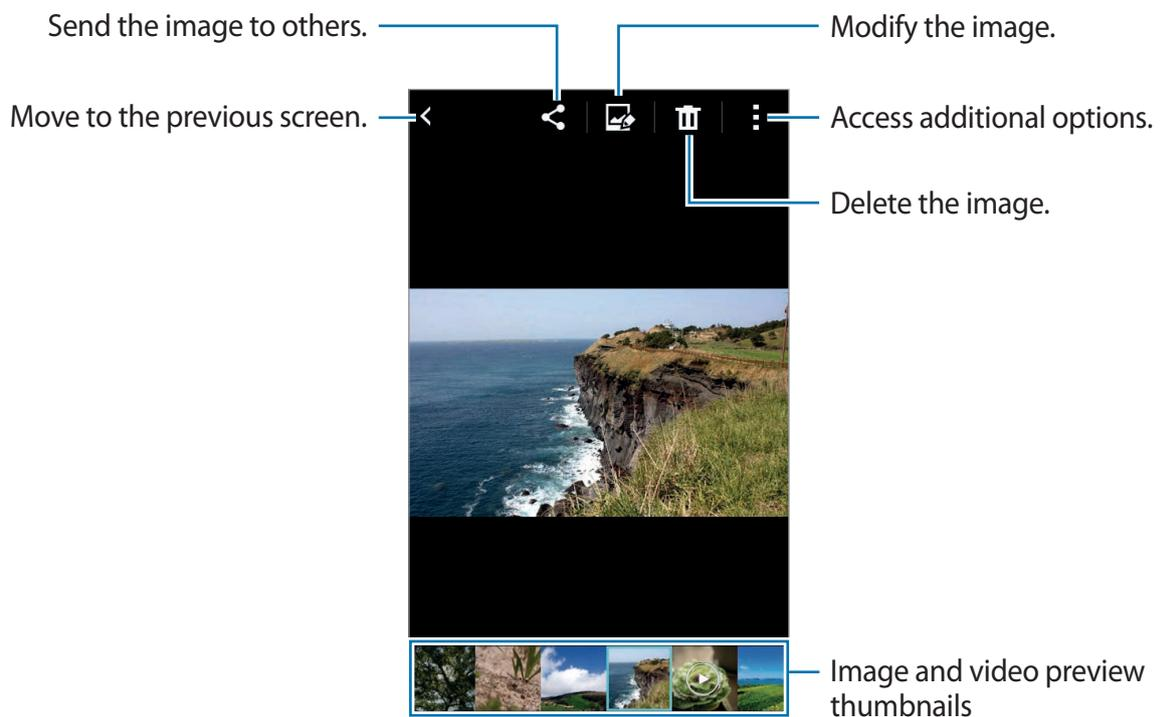 Send the image to others.
Modify the image.
Move to the previous screen.
Access additional options.
Delete the image.
Image and video preview
thumbnails